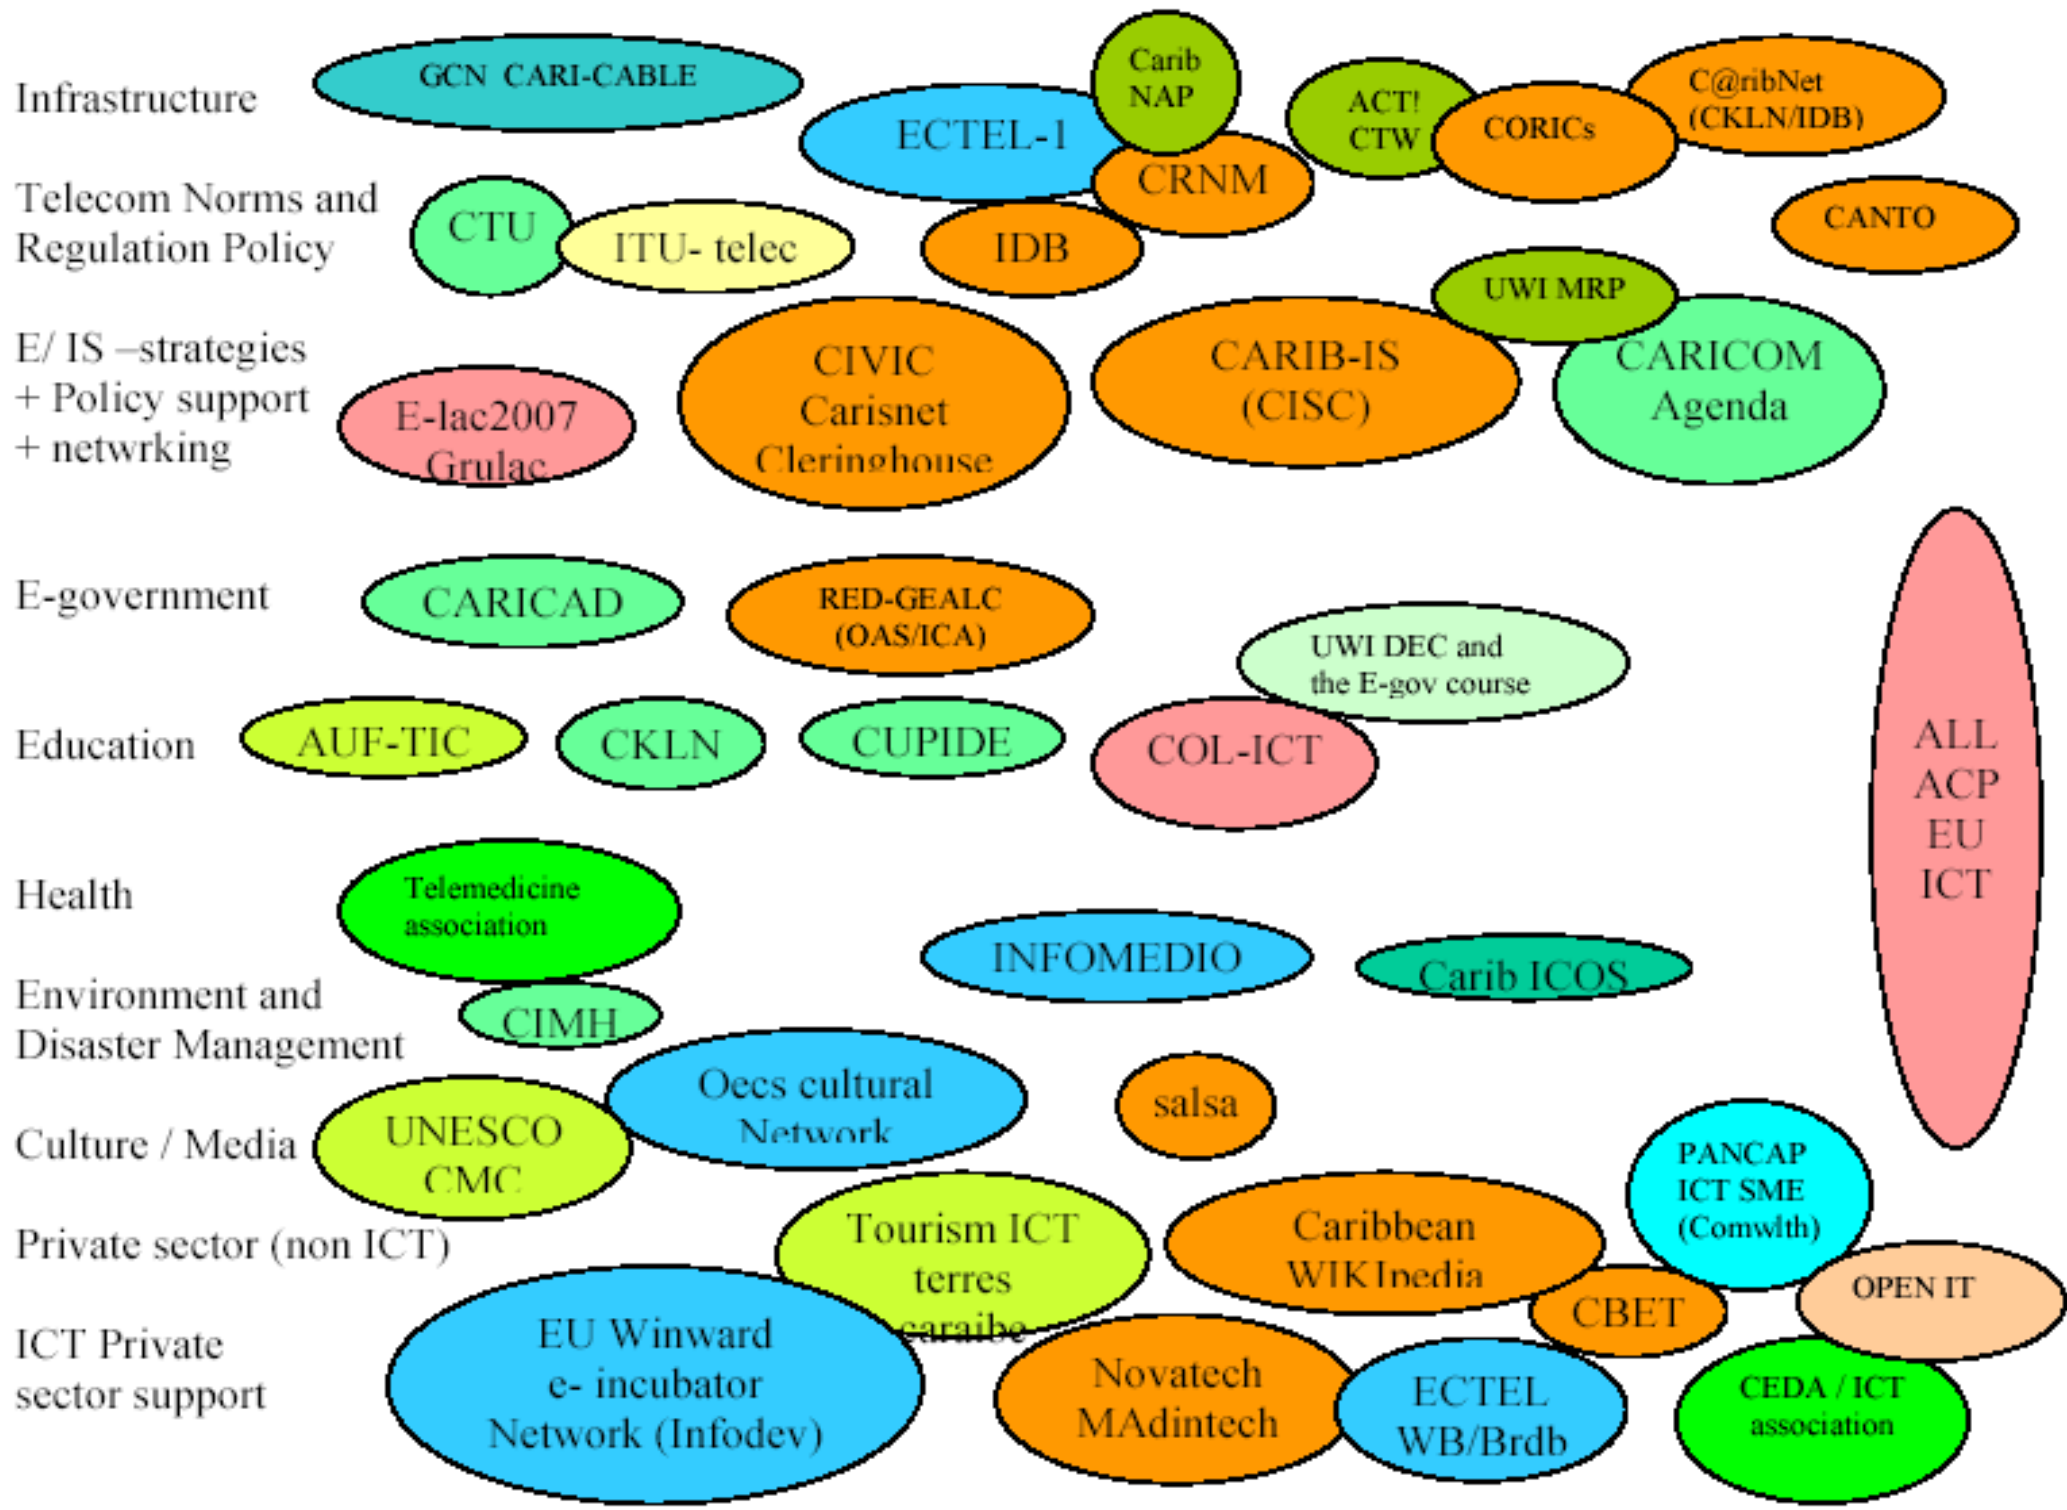 Infrastructure
GCN CARI-CABLE
ECTEL-1
Carib
NAP
ACT!
CTW
CORICs
C@ribNet
(CKLN/IDB)
CRNM
Telecom Norms and
Regulation Policy
CTU
ITU- telec
IDB
CANTO
UWI MRP
E/ IS –strategies
+ Policy support
+ netwrking
E-lac2007
Grulac
CIVIC
Carisnet
Cleringhouse
CARIB-IS
(CISC)
CARICOM
Agenda
E-government
CARICAD
RED-GEALC
(OAS/ICA)
UWI DEC and
the E-gov course
Education
AUF-TIC
CKLN
CUPIDE
COL-ICT
ALL
ACP
EU
ICT
Health
Telemedicine
association
INFOMEDIO
Carib ICOS
Environment and
Disaster Management
CIMH
Oecs cultural
Network
salsa
Culture / Media
UNESCO
CMC
PANCAP
ICT SME
(Comwlth)
Private sector (non ICT)
Tourism ICT
terres
caraibe
Caribbean
WIKIpedia
CBET
OPEN IT
ICT Private
sector support
EU Winward
e- incubator
Network (Infodev)
Novatech
MAdintech
ECTEL
WB/Brdb
CEDA / ICT
association